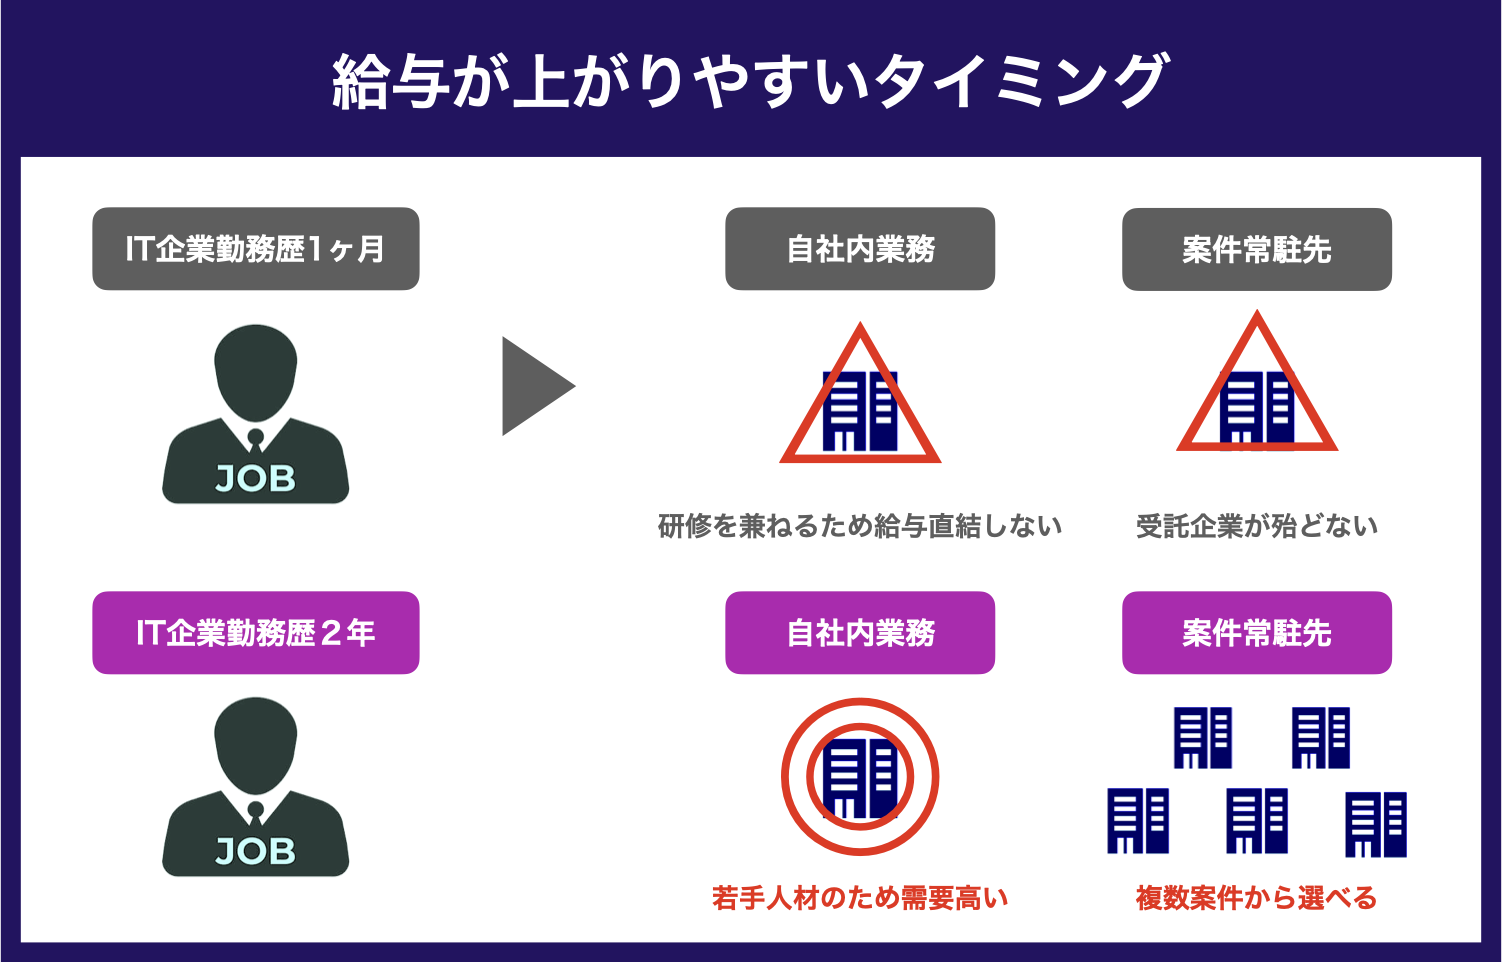 給与が上がりやすいタイミング
IT企業勤務歴1ヶ月
自社内業務
案件常駐先
JOB
研修を兼ねるため給与直結しない
受託企業が殆どない
IT企業勤務歴２年
自社内業務
案件常駐先
JOB
若手人材のため需要高い
複数案件から選べる